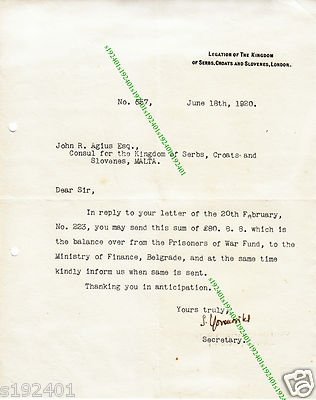 LEGATION OF THE KINGDOM
OF SERBS, CROATS AND SLOVENES, LONDON.
No. 657, June 18th, 1920.
John R. Agius Esq.,
Consul for the Kingdom of Serbs, Croats and
Slovenes, MALTA.
Dear Sir,
In reply to your letter of the 20th February,
No. 223, you may send this sum of £80. 8. 8. which is
the balance over from the Prisoners of War Fund, to the
Ministry of Finance, Belgrade, and at the same time
kindly inform us when same is sent.
Thanking you in anticipation.
Yours truly,
S.
Secretary.
s192401s192401s192401s192401s192401s192401
s192401